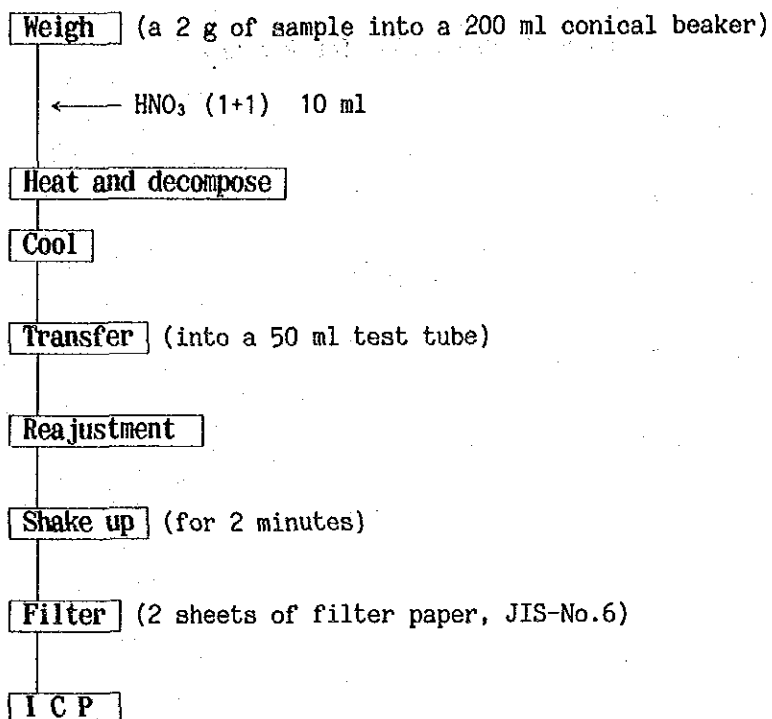 Weigh (a 2 g of sample into a 200 ml conical beaker)
← HNO₃ (1+1) 10 ml
Heat and decompose
Cool
Transfer (into a 50 ml test tube)
Reajustment
Shake up (for 2 minutes)
Filter (2 sheets of filter paper, JIS-No.6)
I C P